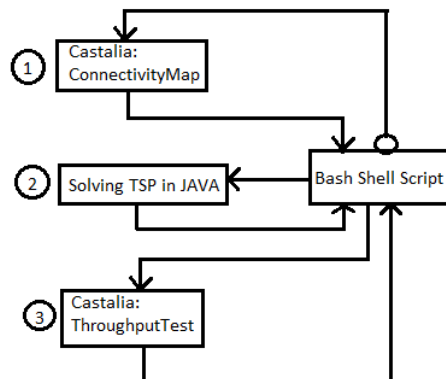 1
Castalia:
ConnectivityMap
2
Solving TSP in JAVA
Bash Shell Script
3
Castalia:
ThroughputTest